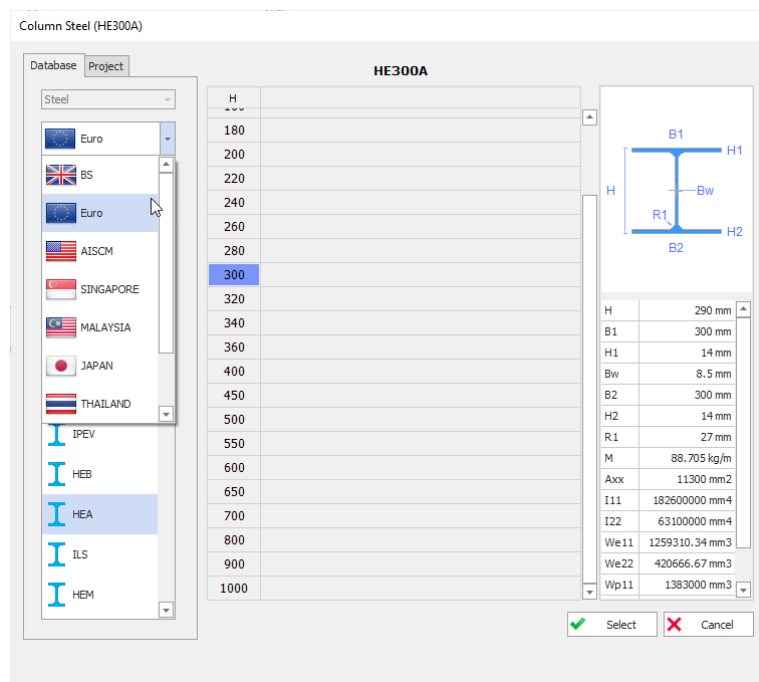 Column Steel (HE300A)
Database
Project
HE300A
Steel
Euro
BS
Euro
AISCM
SINGAPORE
MALAYSIA
JAPAN
THAILAND
IPEV
HEB
HEA
ILS
HEM
H
180
200
220
240
260
280
300
320
340
360
400
450
500
550
600
650
700
800
900
1000
B1
H1
H
Bw
R1
H2
B2
H 290 mm
B1 300 mm
H1 14 mm
Bw 8.5 mm
B2 300 mm
H2 14 mm
R1 27 mm
M 88.705 kg/m
Axx 11300 mm2
I11 182600000 mm4
I22 63100000 mm4
We11 1259310.34 mm3
We22 420666.67 mm3
Wp11 1383000 mm3
Select
Cancel